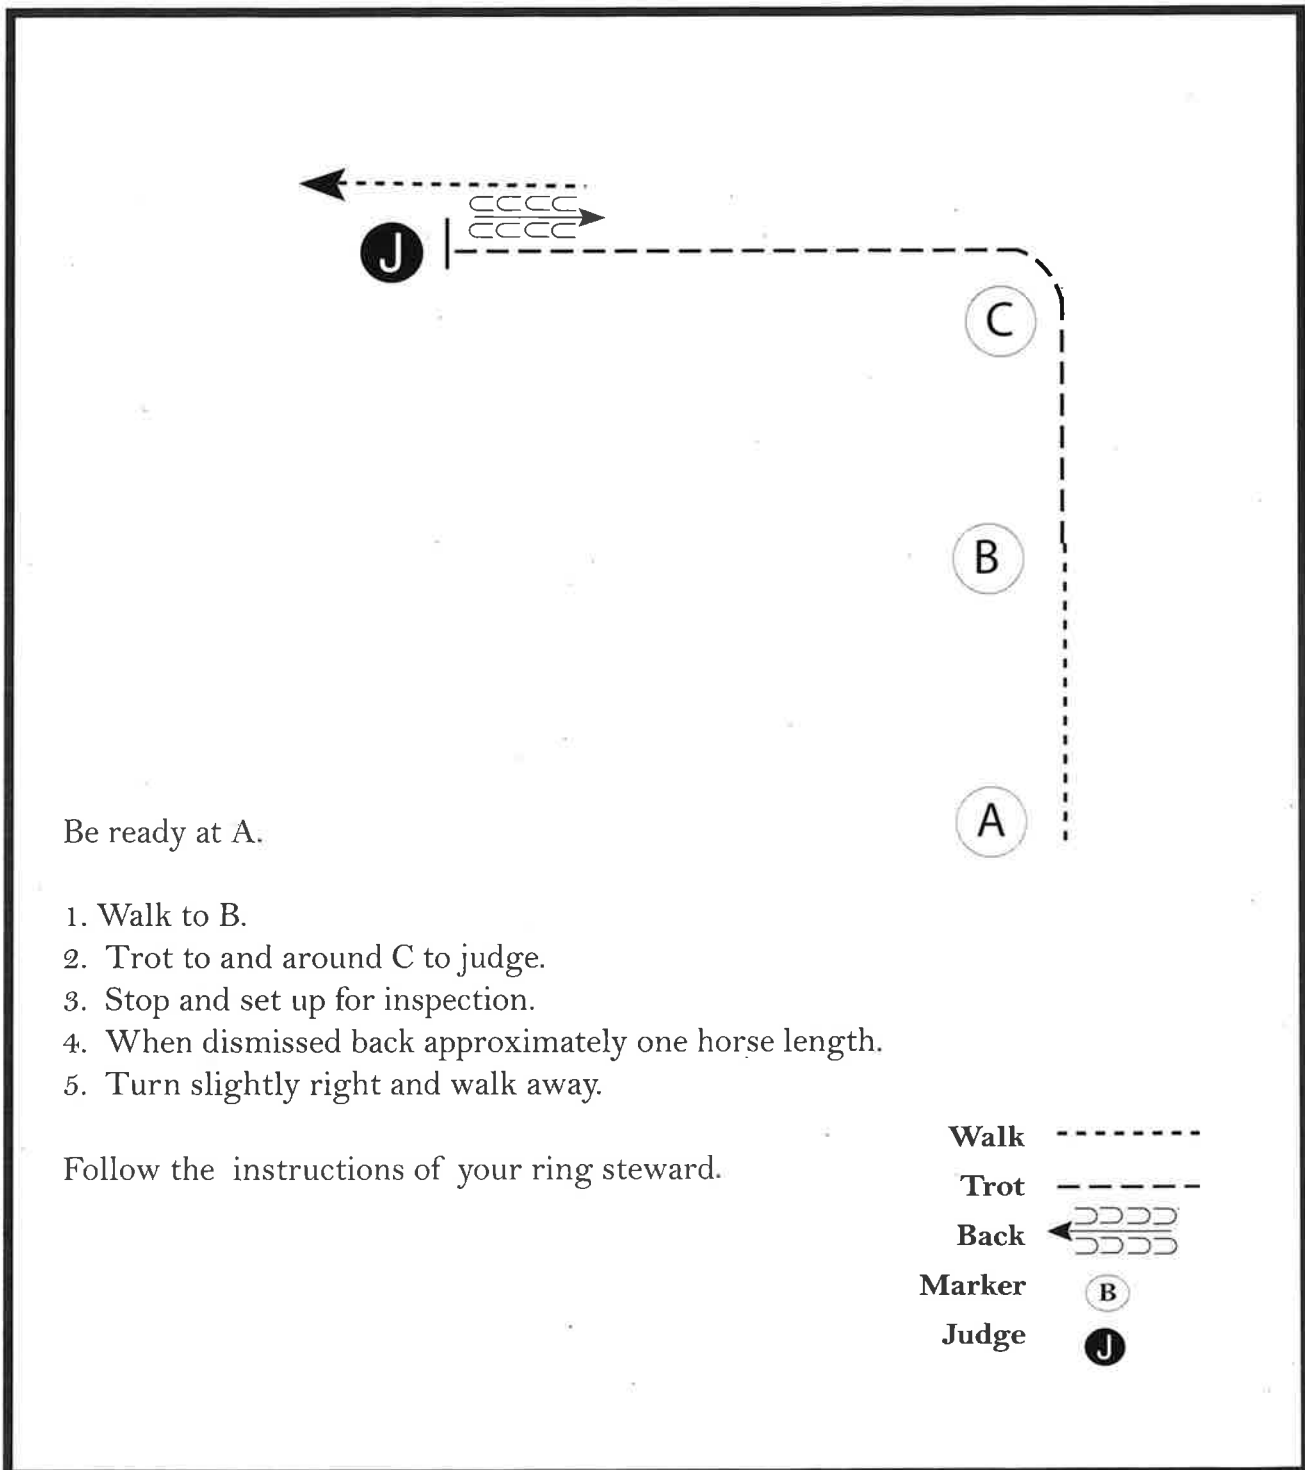 J
C
B
A
Be ready at A.
1. Walk to B.
2. Trot to and around C to judge.
3. Stop and set up for inspection.
4. When dismissed back approximately one horse length.
5. Turn slightly right and walk away.
Follow the instructions of your ring steward.
Walk
Trot
Back
Marker B
Judge J